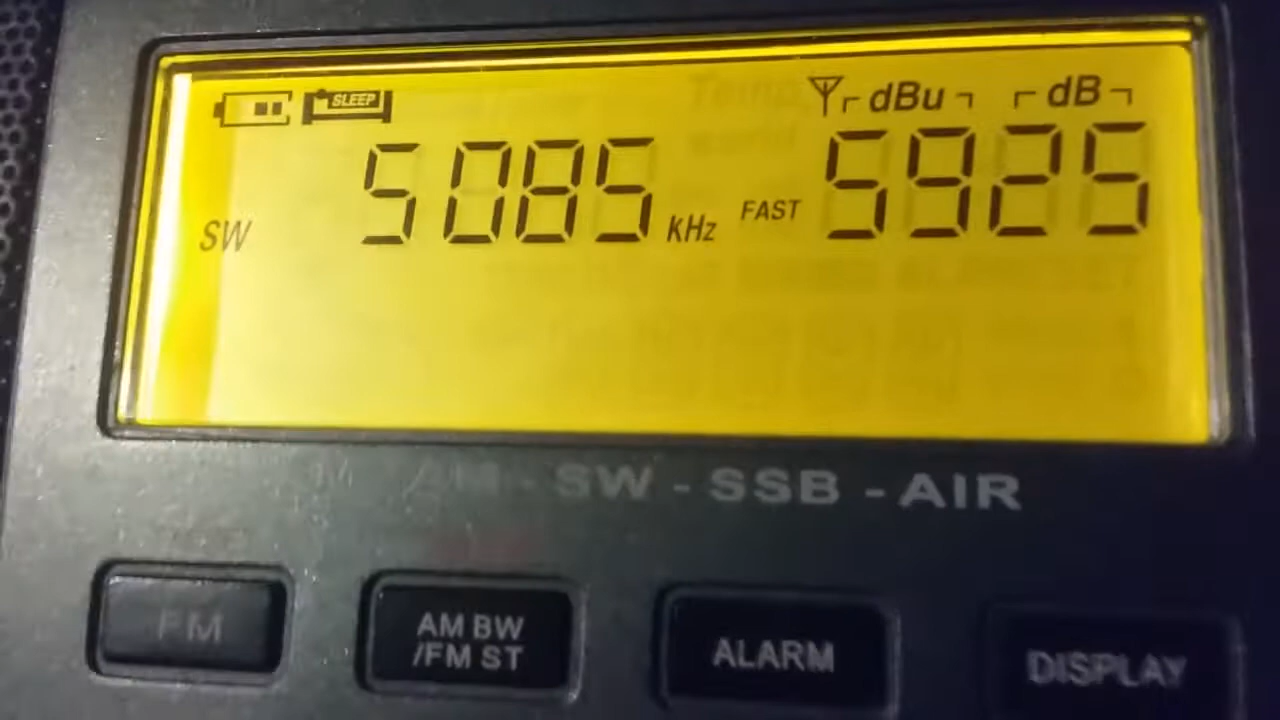 SLEEP dBu dB
SW 5085 kHz FAST 5925
AM - SW - SSB - AIR
FM AM BW /FM ST ALARM DISPLAY